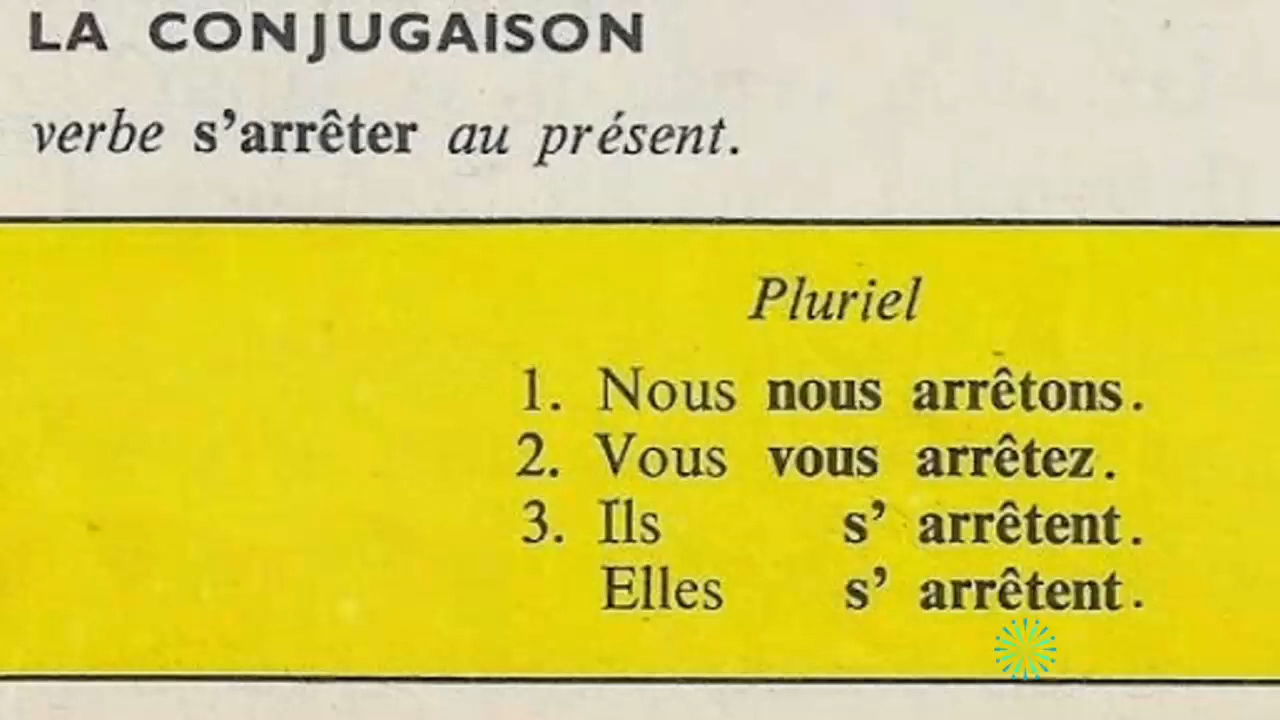 LA CONJUGAISON
verbe s'arrêter au présent.
Pluriel
1. Nous nous arrêtons.
2. Vous vous arrêtez.
3. Ils s' arrêtent.
Elles s' arrêtent.